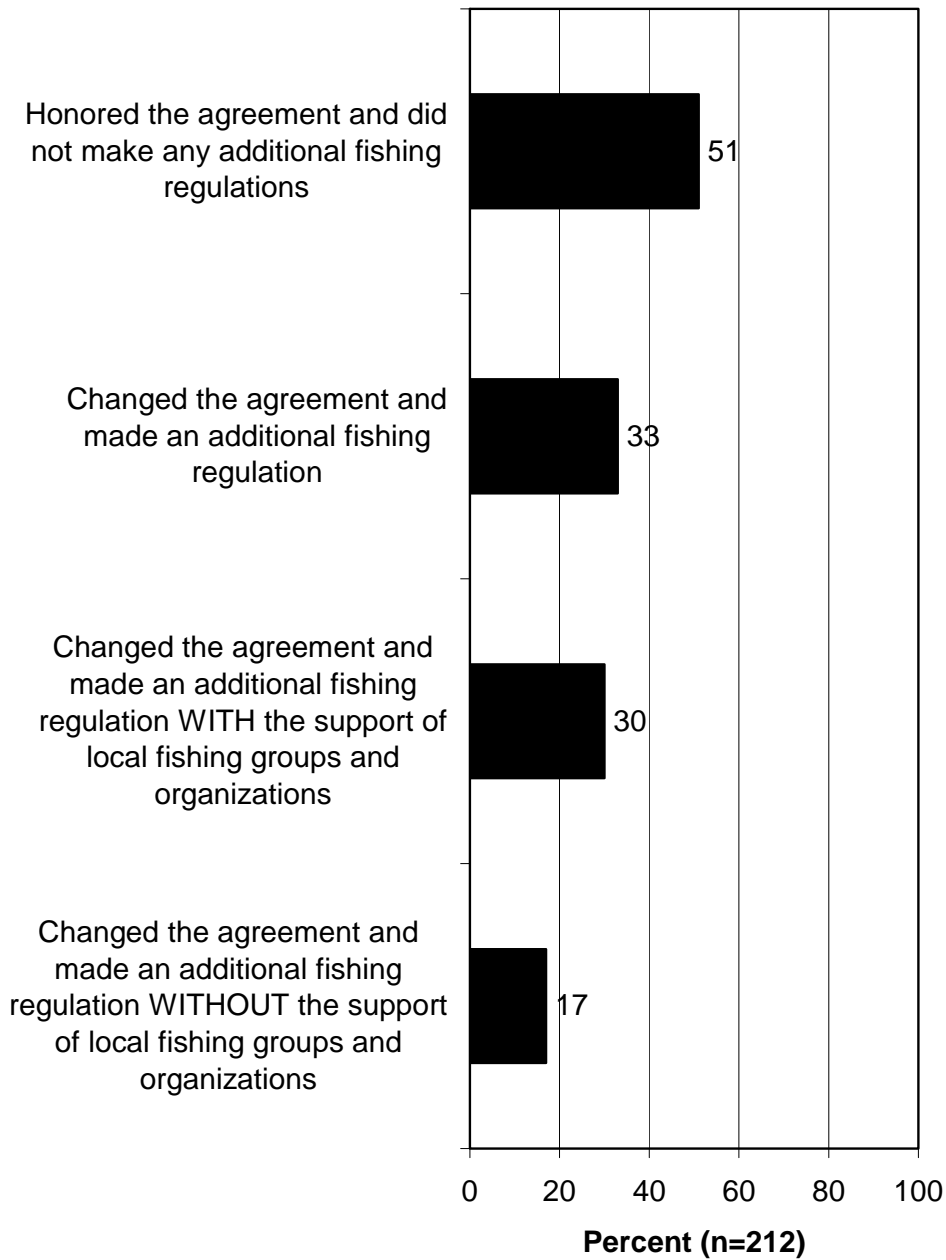 Honored the agreement and did
not make any additional fishing
regulations
51
Changed the agreement and
made an additional fishing
regulation
33
Changed the agreement and
made an additional fishing
regulation WITH the support of
local fishing groups and
organizations
30
Changed the agreement and
made an additional fishing
regulation WITHOUT the support
of local fishing groups and
organizations
17
0 20 40 60 80 100
Percent (n=212)